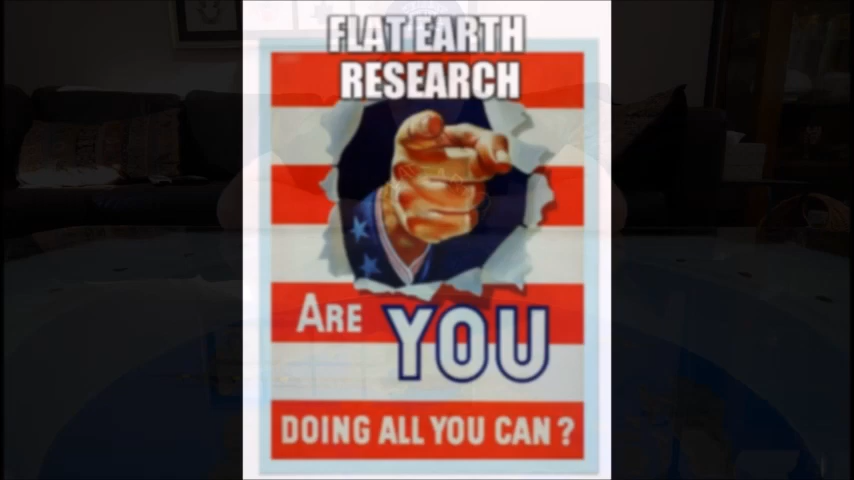 FLAT EARTH
RESEARCH
ARE YOU
DOING ALL YOU CAN?